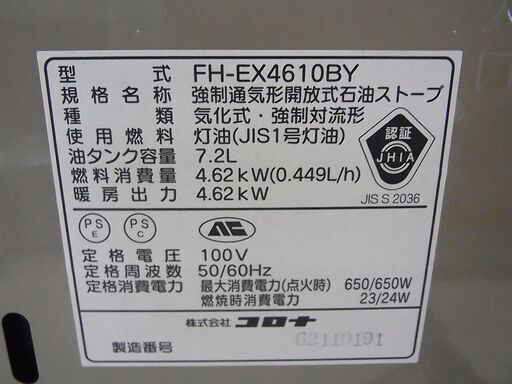 型式 FH-EX4610BY
規格名称 強制通気形開放式石油ストーブ
種類 気化式・強制対流形
使用燃料 灯油(JIS1号灯油)
油タンク容量 7.2L
燃料消費量 4.62kW(0.449L/h)
暖房出力 4.62kW
認証
JHIA
JIS S 2036
PS E
PS C
定格電圧 100V
定格周波数 50/60Hz
定格消費電力 最大消費電力(点火時) 650/650W
燃焼時消費電力 23/24W
株式会社 コロナ
製造番号 62110191